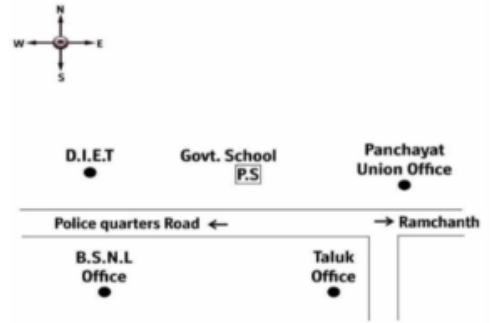 N
W E
S
D.I.E.T
Govt. School
P.S
Panchayat
Union Office
Police quarters Road ←
→ Ramchanth
B.S.N.L
Office
Taluk
Office